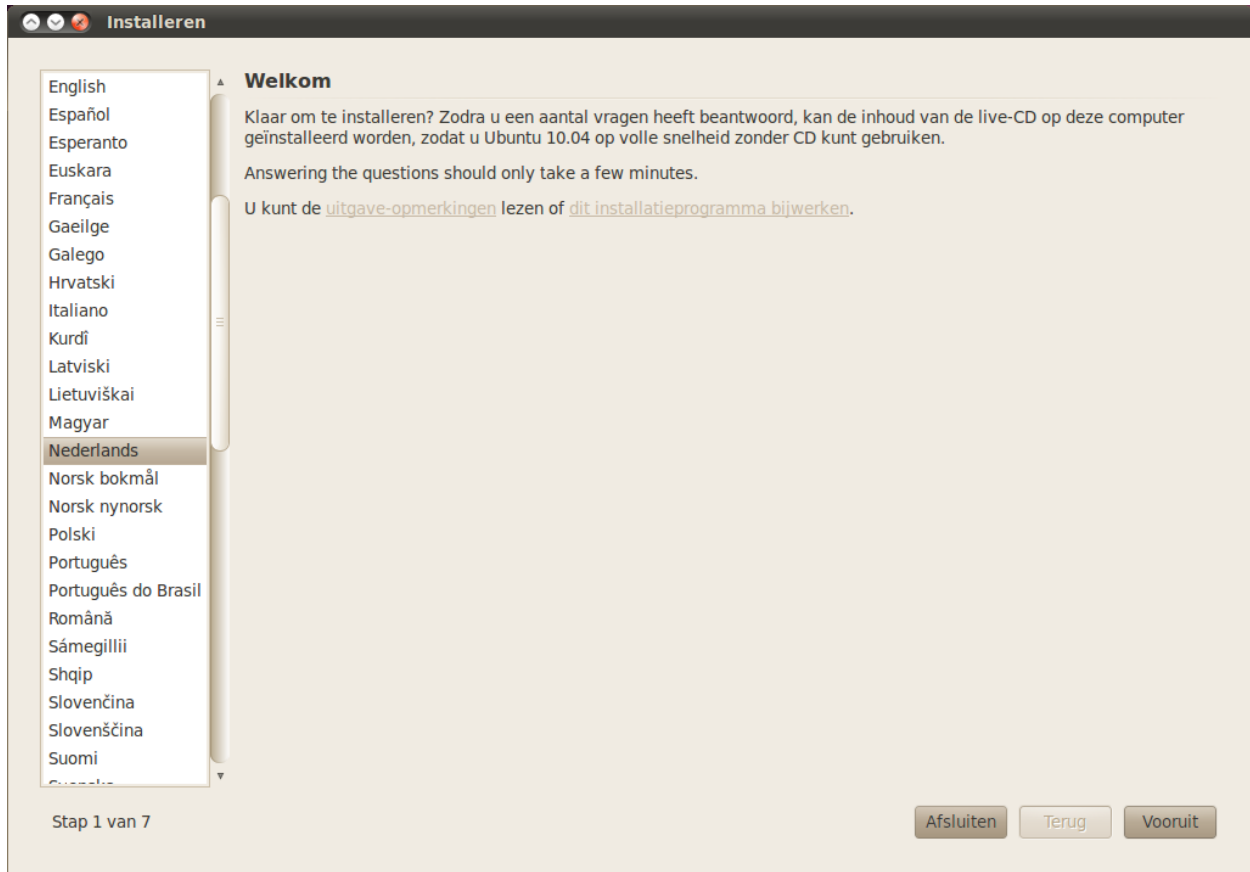 Installeren
English
Español
Esperanto
Euskara
Français
Gaeilge
Galego
Hrvatski
Italiano
Kurdî
Latviski
Lietuviškai
Magyar
Nederlands
Norsk bokmål
Norsk nynorsk
Polski
Português
Português do Brasil
Română
Sámegillii
Shqip
Slovenčina
Slovenščina
Suomi
Welkom
Klaar om te installeren? Zodra u een aantal vragen heeft beantwoord, kan de inhoud van de live-CD op deze computer
geïnstalleerd worden, zodat u Ubuntu 10.04 op volle snelheid zonder CD kunt gebruiken.
Answering the questions should only take a few minutes.
U kunt de uitgave-opmerkingen lezen of dit installatieprogramma bijwerken.
Stap 1 van 7
Afsluiten
Terug
Vooruit